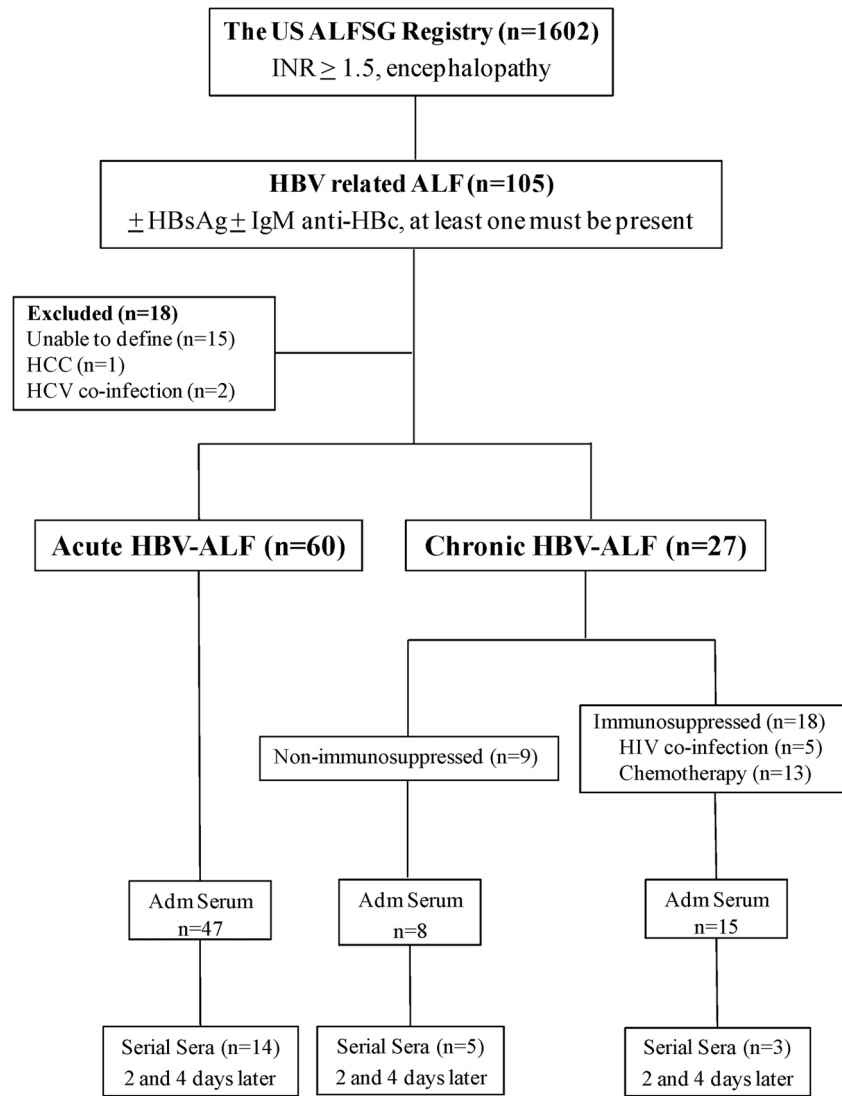 The US ALFSG Registry (n=1602)
INR ≥ 1.5, encephalopathy
HBV related ALF (n=105)
± HBsAg ± IgM anti-HBc, at least one must be present
Excluded (n=18)
Unable to define (n=15)
HCC (n=1)
HCV co-infection (n=2)
Acute HBV-ALF (n=60)
Chronic HBV-ALF (n=27)
Non-immunosuppressed (n=9)
Immunosuppressed (n=18)
HIV co-infection (n=5)
Chemotherapy (n=13)
Adm Serum
n=47
Adm Serum
n=8
Adm Serum
n=15
Serial Sera (n=14)
2 and 4 days later
Serial Sera (n=5)
2 and 4 days later
Serial Sera (n=3)
2 and 4 days later